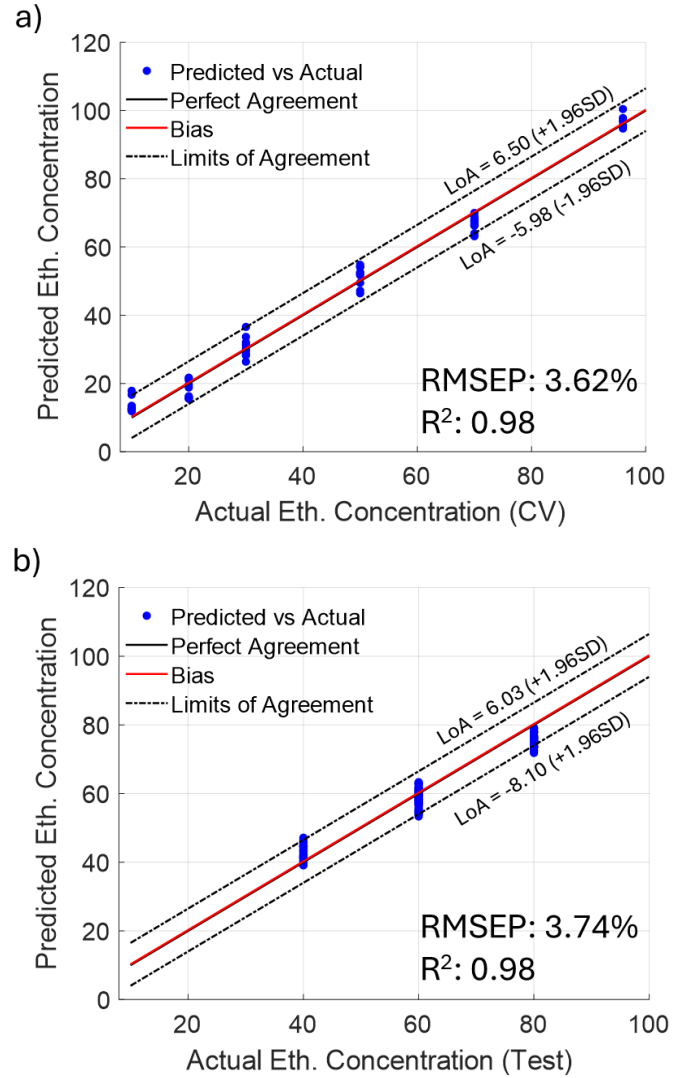 a)
120
100
80
60
40
20
0
Predicted Eth. Concentration
Predicted vs Actual
Perfect Agreement
Bias
Limits of Agreement
LoA = 6.50 (+1.96SD)
LoA = -5.98 (-1.96SD)
RMSEP: 3.62%
R²: 0.98
20 40 60 80 100
Actual Eth. Concentration (CV)
b)
120
100
80
60
40
20
0
Predicted Eth. Concentration
Predicted vs Actual
Perfect Agreement
Bias
Limits of Agreement
LoA = 6.03 (+1.96SD)
LoA = -8.10 (+1.96SD)
RMSEP: 3.74%
R²: 0.98
20 40 60 80 100
Actual Eth. Concentration (Test)